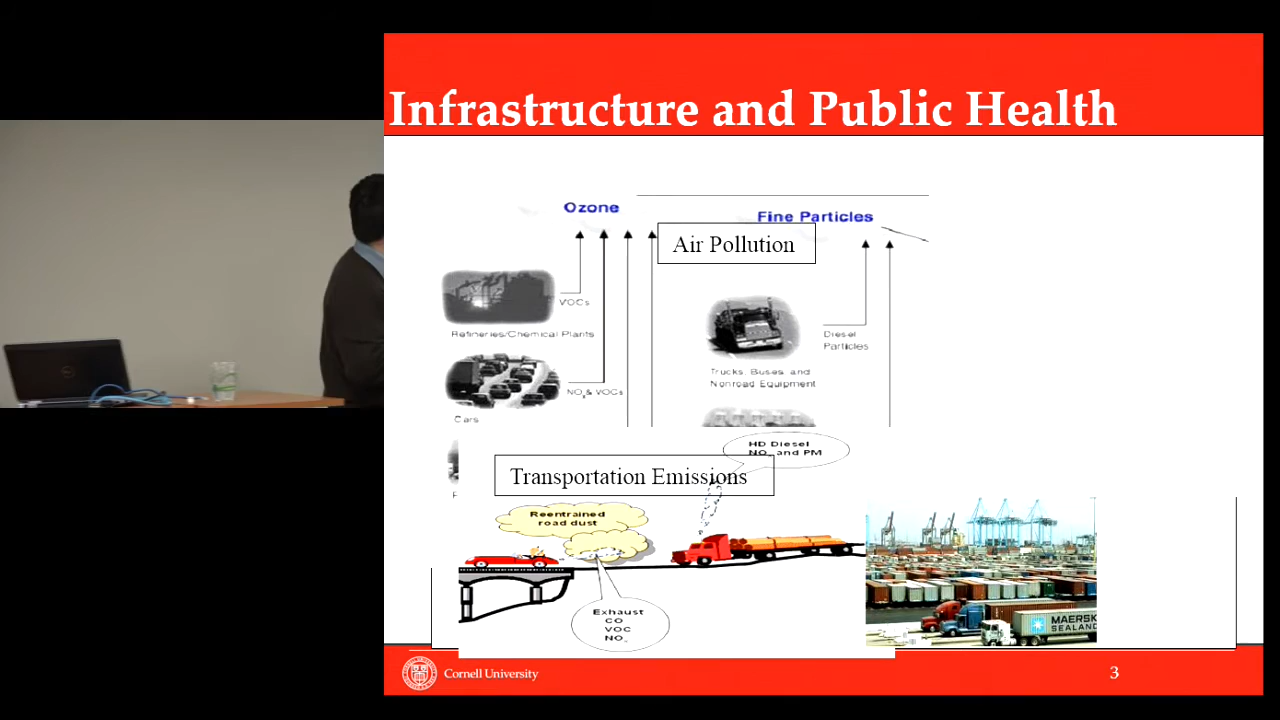 Infrastructure and Public Health
Ozone
Fine Particles
Air Pollution
VOCs
Refineries/Chemical Plants
Diesel
Particles
Trucks, Buses, and
Nonroad Equipment
NOx& VOCs
Cars
HD Diesel
NOx and PM
Transportation Emissions
Reentrained
road dust
Exhaust
CO
VOC
NOx
MAERSK
SEALAND
Cornell University
3